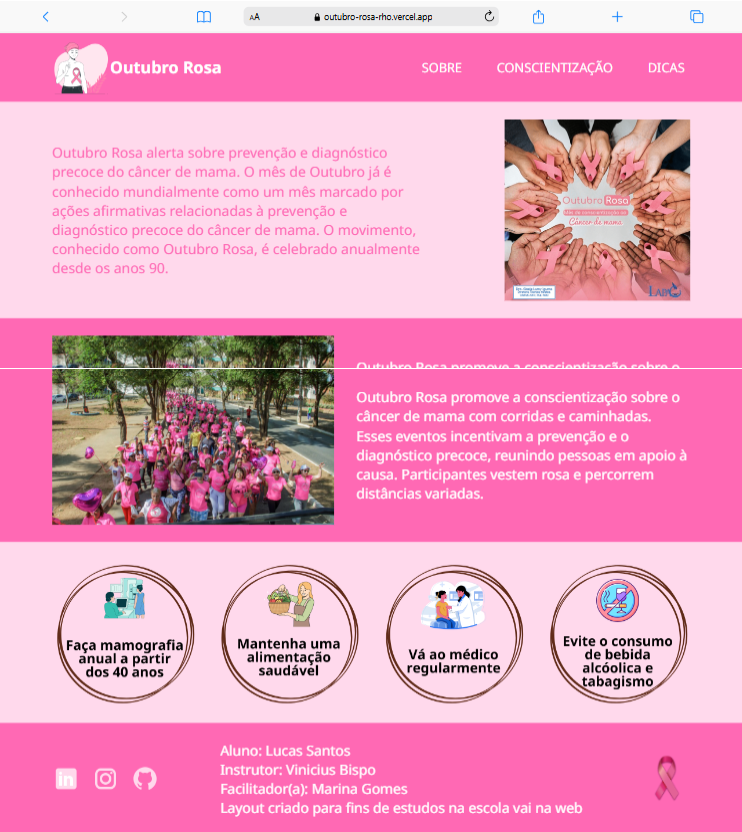 AA
outubro-rosa-rho.vercel.app
Outubro Rosa
SOBRE
CONSCIENTIZAÇÃO
DICAS
Outubro Rosa alerta sobre prevenção e diagnóstico
precoce do câncer de mama. O mês de Outubro já é
conhecido mundialmente como um mês marcado por
ações afirmativas relacionadas à prevenção e
diagnóstico precoce do câncer de mama. O movimento,
conhecido como Outubro Rosa, é celebrado anualmente
desde os anos 90.
Outubro Rosa
Mês de conscientização ao
Câncer de mama
Outubro Rosa promove a conscientização sobre o
Outubro Rosa promove a conscientização sobre o
câncer de mama com corridas e caminhadas.
Esses eventos incentivam a prevenção e o
diagnóstico precoce, reunindo pessoas em apoio à
causa. Participantes vestem rosa e percorrem
distâncias variadas.
Faça mamografia
anual a partir
dos 40 anos
Mantenha uma
alimentação
saudável
Vá ao médico
regularmente
Evite o consumo
de bebida
alcóolica e
tabagismo
in
Aluno: Lucas Santos
Instrutor: Vinicius Bispo
Facilitador(a): Marina Gomes
Layout criado para fins de estudos na escola vai na web